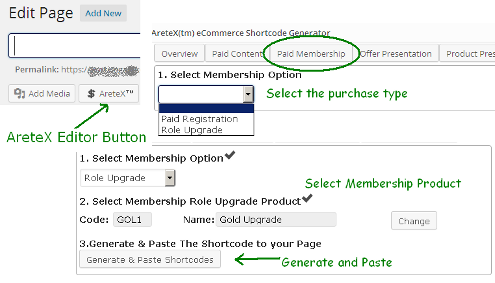 Edit Page Add New
Permalink: https:/
Add Media $ AreteX™
AreteX Editor Button
AreteX(tm) eCommerce Shortcode Generator
Overview Paid Content Paid Membership Offer Presentation Product Pres
1. Select Membership Option
Select the purchase type
Paid Registration
Role Upgrade
1. Select Membership Option✔
Role Upgrade
Select Membership Product
2. Select Membership Role Upgrade Product✔
Code: GOL1 Name: Gold Upgrade Change
3.Generate & Paste The Shortcode to your Page
Generate & Paste Shortcodes
Generate and Paste